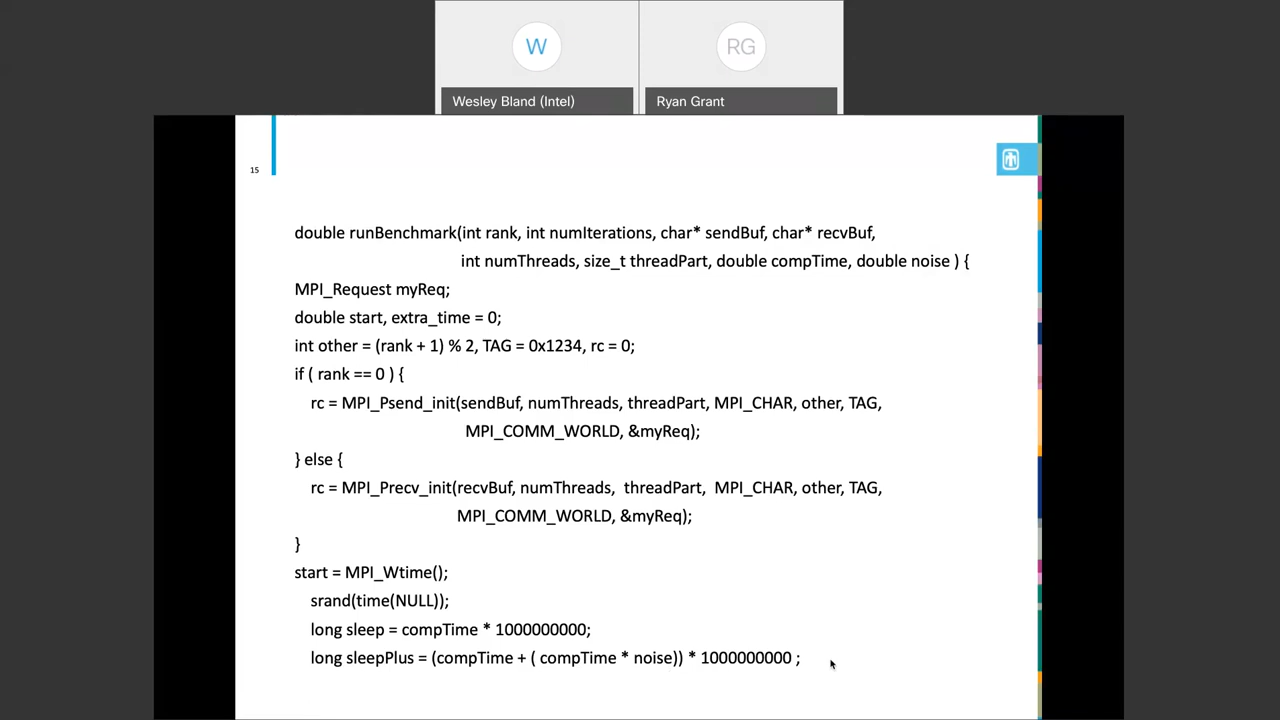 W
RG
Wesley Bland (Intel)
Ryan Grant
15
double runBenchmark(int rank, int numIterations, char* sendBuf, char* recvBuf,
int numThreads, size_t threadPart, double compTime, double noise ) {
MPI_Request myReq;
double start, extra_time = 0;
int other = (rank + 1) % 2, TAG = 0x1234, rc = 0;
if ( rank == 0 ) {
rc = MPI_Psend_init(sendBuf, numThreads, threadPart, MPI_CHAR, other, TAG,
MPI_COMM_WORLD, &myReq);
} else {
rc = MPI_Precv_init(recvBuf, numThreads, threadPart, MPI_CHAR, other, TAG,
MPI_COMM_WORLD, &myReq);
}
start = MPI_Wtime();
srand(time(NULL));
long sleep = compTime * 1000000000;
long sleepPlus = (compTime + ( compTime * noise)) * 1000000000 ;